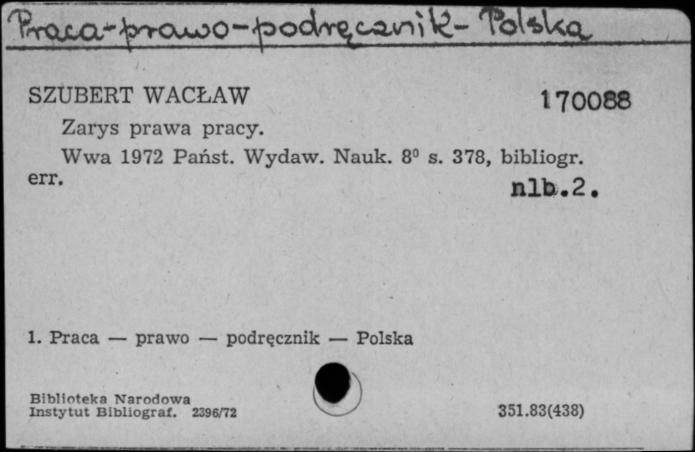 Praca-prawo-podręcznik- Polska
SZUBERT WACŁAW 170088
Zarys prawa pracy.
Wwa 1972 Państ. Wydaw. Nauk. 8⁰ s. 378, bibliogr.
err. nlb.2.
1. Praca — prawo — podręcznik — Polska
Biblioteka Narodowa
Instytut Bibliograf. 2396/72 351.83(438)